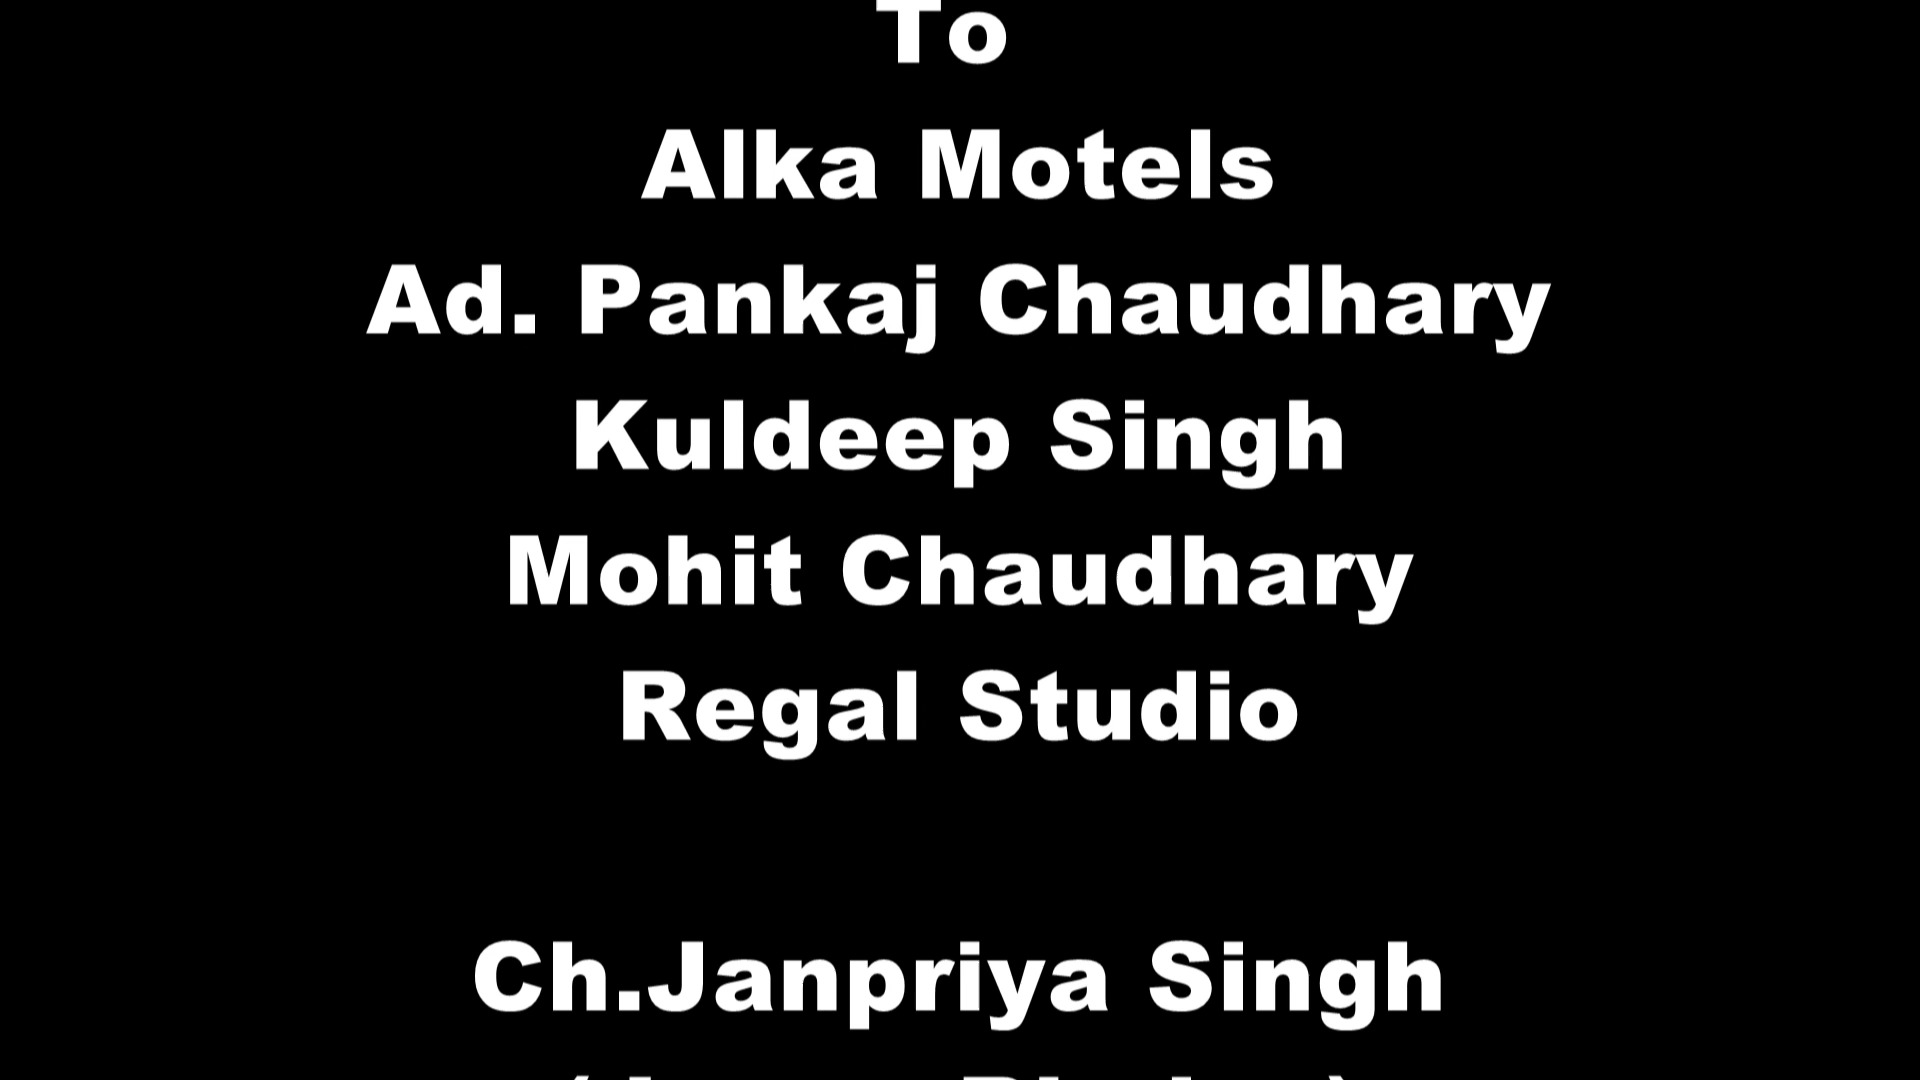 To
Alka Motels
Ad. Pankaj Chaudhary
Kuldeep Singh
Mohit Chaudhary
Regal Studio
Ch.Janpriya Singh